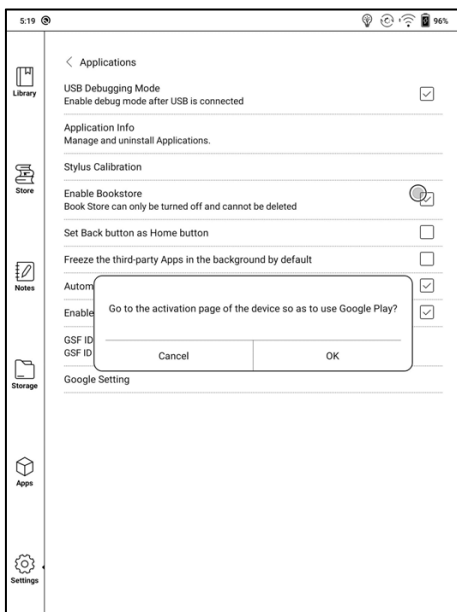 5:19
96%
Applications
Library
USB Debugging Mode
Enable debug mode after USB is connected
Application Info
Manage and uninstall Applications.
Store
Stylus Calibration
Enable Bookstore
Book Store can only be turned off and cannot be deleted
Set Back button as Home button
Notes
Freeze the third-party Apps in the background by default
Autom
Enable
Go to the activation page of the device so as to use Google Play?
GSF ID
GSF ID
Cancel
OK
Storage
Google Setting
Apps
Settings